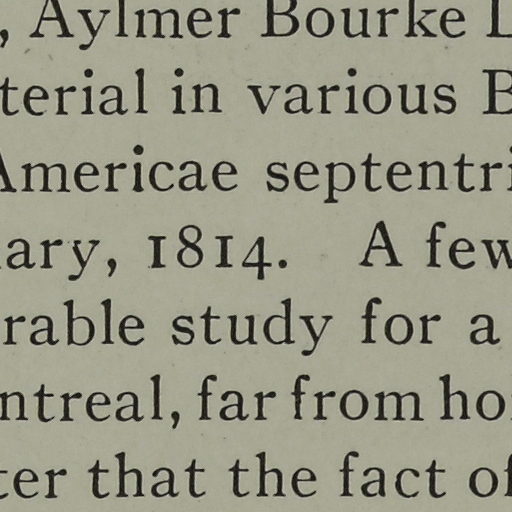 , Aylmer Bourke L
terial in various B
Americae septentri
ary, 1814. A few
rable study for a
ntreal, far from ho
ter that the fact of